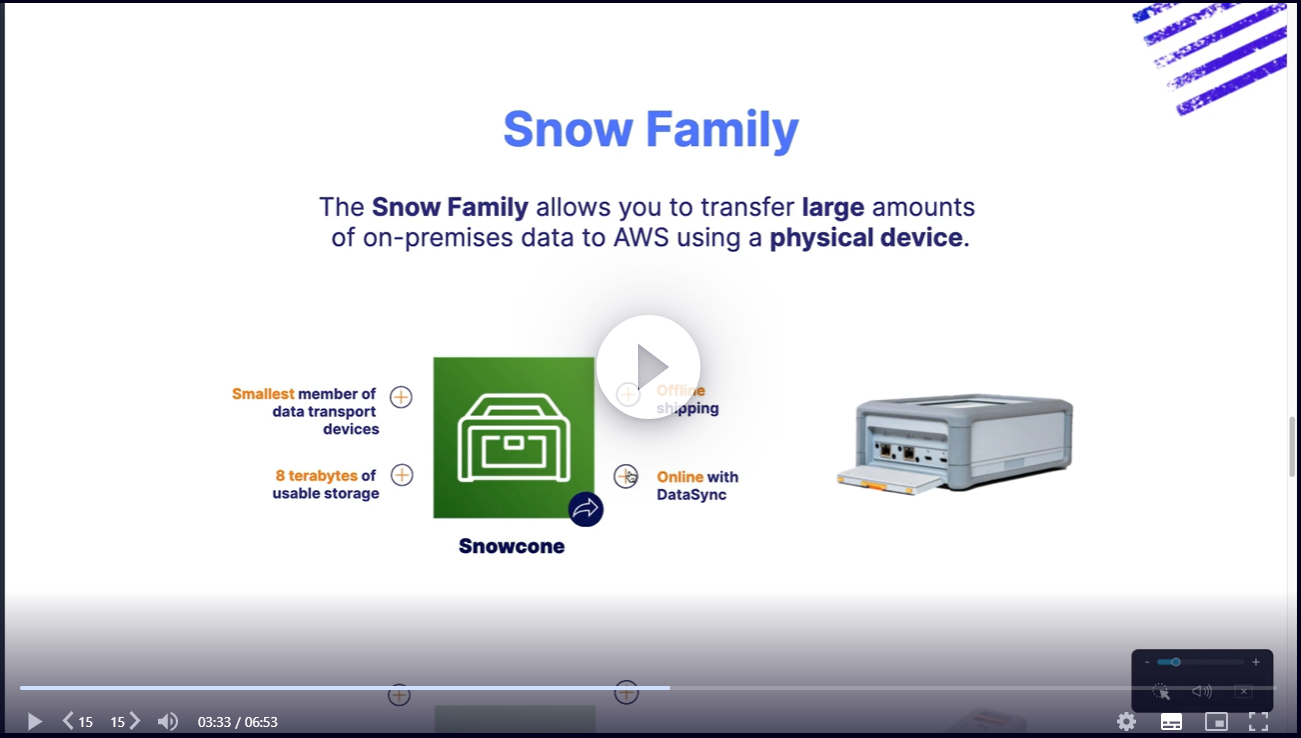 Snow Family
The Snow Family allows you to transfer large amounts
of on-premises data to AWS using a physical device.
Smallest member of
data transport
devices
8 terabytes of
usable storage
Offline
shipping
Online with
DataSync
Snowcone
- +
15 15 03:33 / 06:53